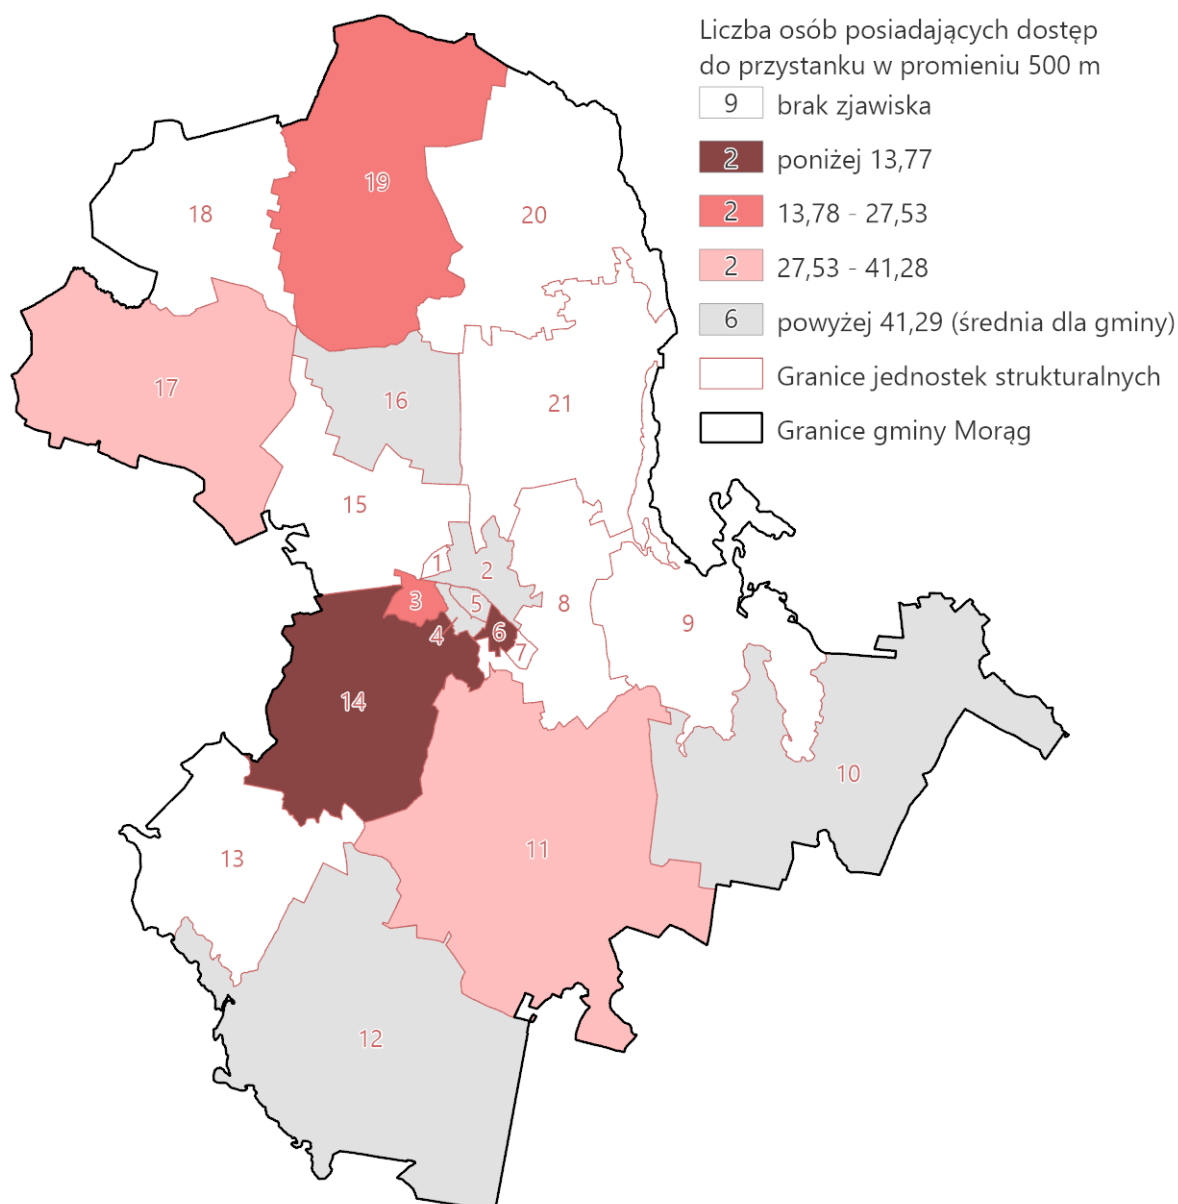 Liczba osób posiadających dostęp
do przystanku w promieniu 500 m
9 brak zjawiska
2 poniżej 13,77
2 13,78 - 27,53
2 27,53 - 41,28
6 powyżej 41,29 (średnia dla gminy)
Granice jednostek strukturalnych
Granice gminy Morąg
19
18
20
17
16
21
15
1
2
3
5
8
4
6
7
9
14
10
11
13
12